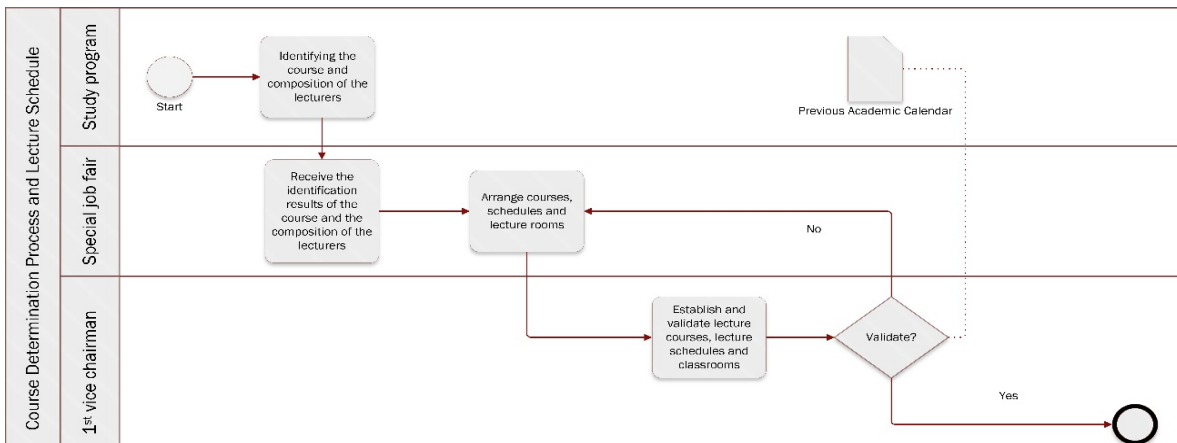 Course Determination Process and Lecture Schedule
Study program
Start
Identifying the
course and
composition of the
lecturers
Previous Academic Calendar
Special job fair
Receive the
identification
results of the
course and the
composition of the
lecturers
Arrange courses,
schedules and
lecture rooms
No
1st vice chairman
Establish and
validate lecture
courses, lecture
schedules and
classrooms
Validate?
Yes